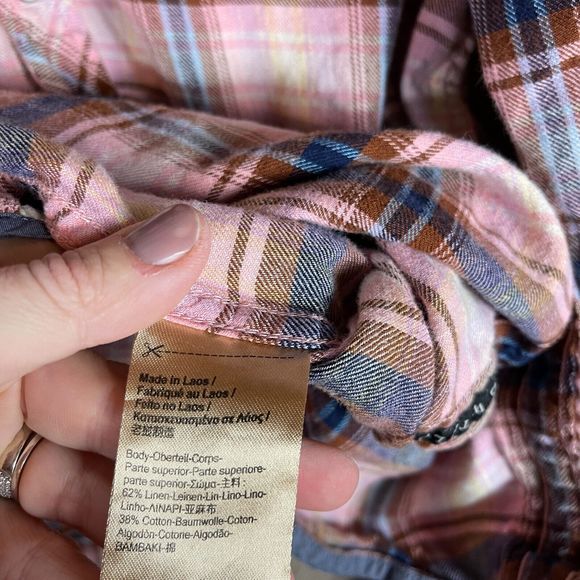 Made in Laos /
Fabriqué au Laos /
Feito no Laos /
Κατασκευασμένο σε Λάος /
老挝制造
Body-Oberteil-Corps-
Parte superior-Parte superiore-
parte superior-Σώμα-主料 :
62% Linen-Leinen-Lin-Lino-Lino-
Linho-ΛΙΝΑΡΙ-亚麻布
38% Cotton-Baumwolle-Coton-
Algodón-Cotone-Algodão-
ΒΑΜΒΑΚΙ-棉